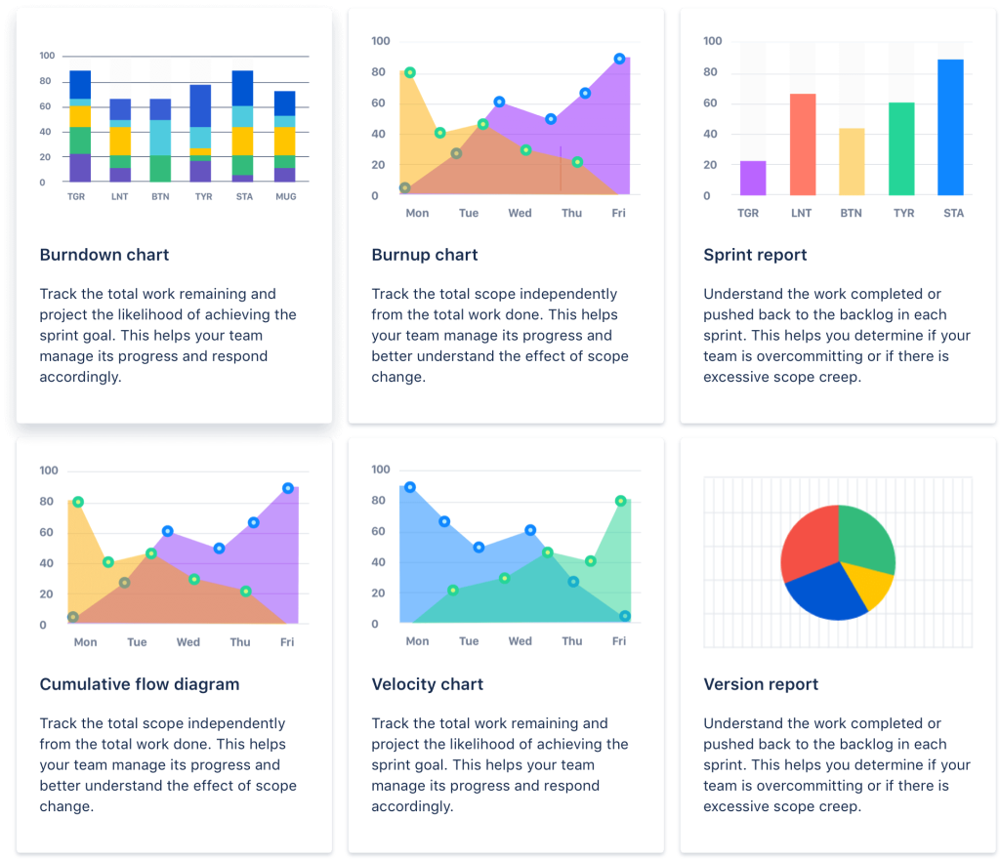 100
80
60
40
20
0
TGR LNT BTN TYR STA MUG
Burndown chart
Track the total work remaining and
project the likelihood of achieving the
sprint goal. This helps your team
manage its progress and respond
accordingly.
100
80
60
40
20
0
Mon Tue Wed Thu Fri
Burnup chart
Track the total scope independently
from the total work done. This helps
your team manage its progress and
better understand the effect of scope
change.
100
80
60
40
20
0
TGR LNT BTN TYR STA
Sprint report
Understand the work completed or
pushed back to the backlog in each
sprint. This helps you determine if your
team is overcommitting or if there is
excessive scope creep.
100
80
60
40
20
0
Mon Tue Wed Thu Fri
Cumulative flow diagram
Track the total scope independently
from the total work done. This helps
your team manage its progress and
better understand the effect of scope
change.
100
80
60
40
20
0
Mon Tue Wed Thu Fri
Velocity chart
Track the total work remaining and
project the likelihood of achieving the
sprint goal. This helps your team
manage its progress and respond
accordingly.
Version report
Understand the work completed or
pushed back to the backlog in each
sprint. This helps you determine if your
team is overcommitting or if there is
excessive scope creep.